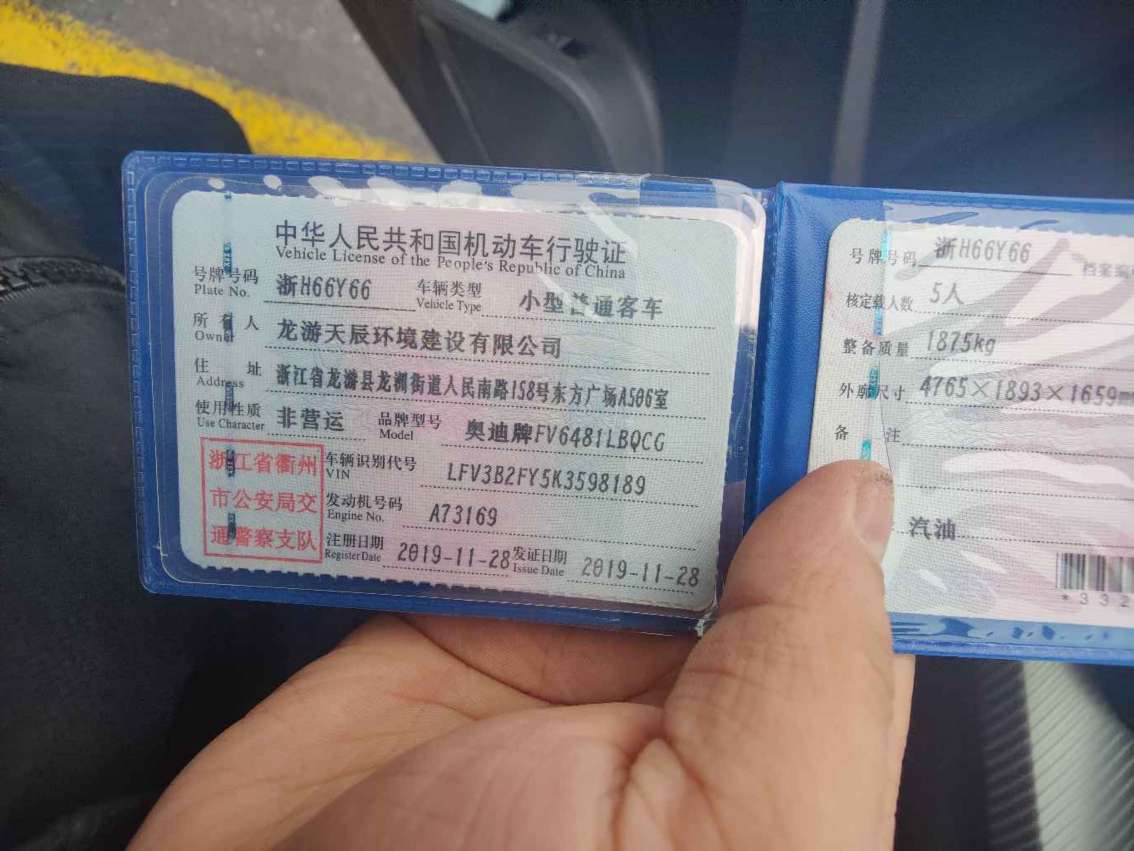 中华人民共和国机动车行驶证
Vehicle License of the People's Republic of China
号牌号码 浙H66Y66 车辆类型 小型普通客车
Plate No. Vehicle Type
所有人 龙游天辰环境建设有限公司
Owner
住址 浙江省龙游县龙洲街道人民南路158号东方广场A506室
Address
使用性质 非营运 品牌型号 奥迪牌FV6481LBQCG
Use Character Model
浙江省衢州
市公安局交
通警察支队
车辆识别代号 LFV3B2FY5K3598189
VIN
发动机号码 A73169
Engine No.
注册日期 2019-11-28 发证日期 2019-11-28
Register Date Issue Date
号牌号码 浙H66Y66 档案编
核定载人数 5人
整备质量 1875kg
外廓尺寸 4765×1893×1659m
备注
汽油
*332